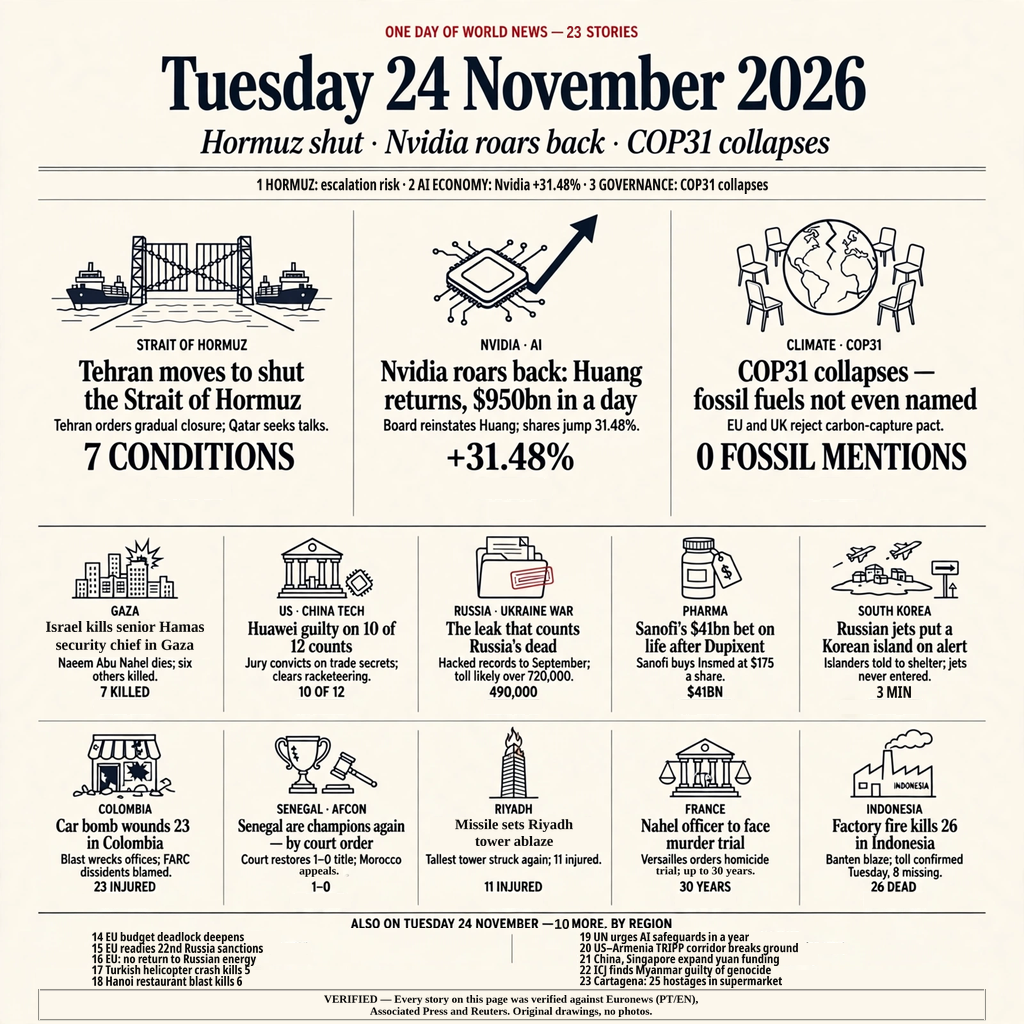 ONE DAY OF WORLD NEWS — 23 STORIES
Tuesday 24 November 2026
Hormuz shut · Nvidia roars back · COP31 collapses
1 HORMUZ: escalation risk · 2 AI ECONOMY: Nvidia +31.48% · 3 GOVERNANCE: COP31 collapses
STRAIT OF HORMUZ
Tehran moves to shut
the Strait of Hormuz
Tehran orders gradual closure; Qatar seeks talks.
7 CONDITIONS
NVIDIA · AI
Nvidia roars back: Huang
returns, $950bn in a day
Board reinstates Huang; shares jump 31.48%.
+31.48%
CLIMATE · COP31
COP31 collapses —
fossil fuels not even named
EU and UK reject carbon-capture pact.
0 FOSSIL MENTIONS
GAZA
Israel kills senior Hamas
security chief in Gaza
Naeem Abu Nahel dies; six
others killed.
7 KILLED
US · CHINA TECH
Huawei guilty on 10 of
12 counts
Jury convicts on trade secrets;
clears racketeering.
10 OF 12
RUSSIA · UKRAINE WAR
The leak that counts
Russia's dead
Hacked records to September;
toll likely over 720,000.
490,000
$
PHARMA
Sanofi's $41bn bet on
life after Dupixent
Sanofi buys Insmed at $175
a share.
$41BN
SOUTH KOREA
Russian jets put a
Korean island on alert
Islanders told to shelter; jets
never entered.
3 MIN
COLOMBIA
Car bomb wounds 23
in Colombia
Blast wrecks offices; FARC
dissidents blamed.
23 INJURED
SENEGAL · AFCON
Senegal are champions again
— by court order
Court restores 1–0 title; Morocco
appeals.
1–0
RIYADH
Missile sets Riyadh
tower ablaze
Tallest tower struck again; 11 injured.
11 INJURED
FRANCE
Nahel officer to face
murder trial
Versailles orders homicide
trial; up to 30 years.
30 YEARS
INDONESIA
INDONESIA
Factory fire kills 26
in Indonesia
Banten blaze; toll confirmed
Tuesday, 8 missing.
26 DEAD
ALSO ON TUESDAY 24 NOVEMBER —10 MORE, BY REGION
14 EU budget deadlock deepens
15 EU readies 22nd Russia sanctions
16 EU: no return to Russian energy
17 Turkish helicopter crash kills 5
18 Hanoi restaurant blast kills 6
19 UN urges AI safeguards in a year
20 US–Armenia TRIPP corridor breaks ground
21 China, Singapore expand yuan funding
22 ICJ finds Myanmar guilty of genocide
23 Cartagena: 25 hostages in supermarket
VERIFIED — Every story on this page was verified against Euronews (PT/EN),
Associated Press and Reuters. Original drawings, no photos.